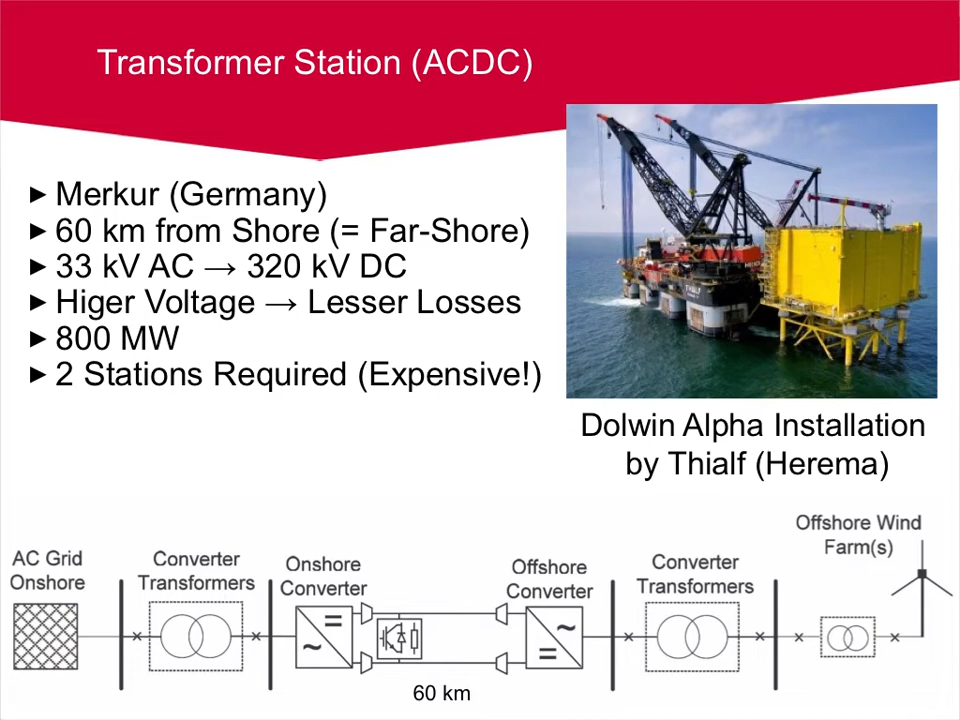 Transformer Station (ACDC)
▶ Merkur (Germany)
▶ 60 km from Shore (= Far-Shore)
▶ 33 kV AC → 320 kV DC
▶ Higer Voltage → Lesser Losses
▶ 800 MW
▶ 2 Stations Required (Expensive!)
Dolwin Alpha Installation
by Thialf (Herema)
AC Grid
Onshore
Converter
Transformers
Onshore
Converter
Offshore
Converter
Converter
Transformers
Offshore Wind
Farm(s)
60 km